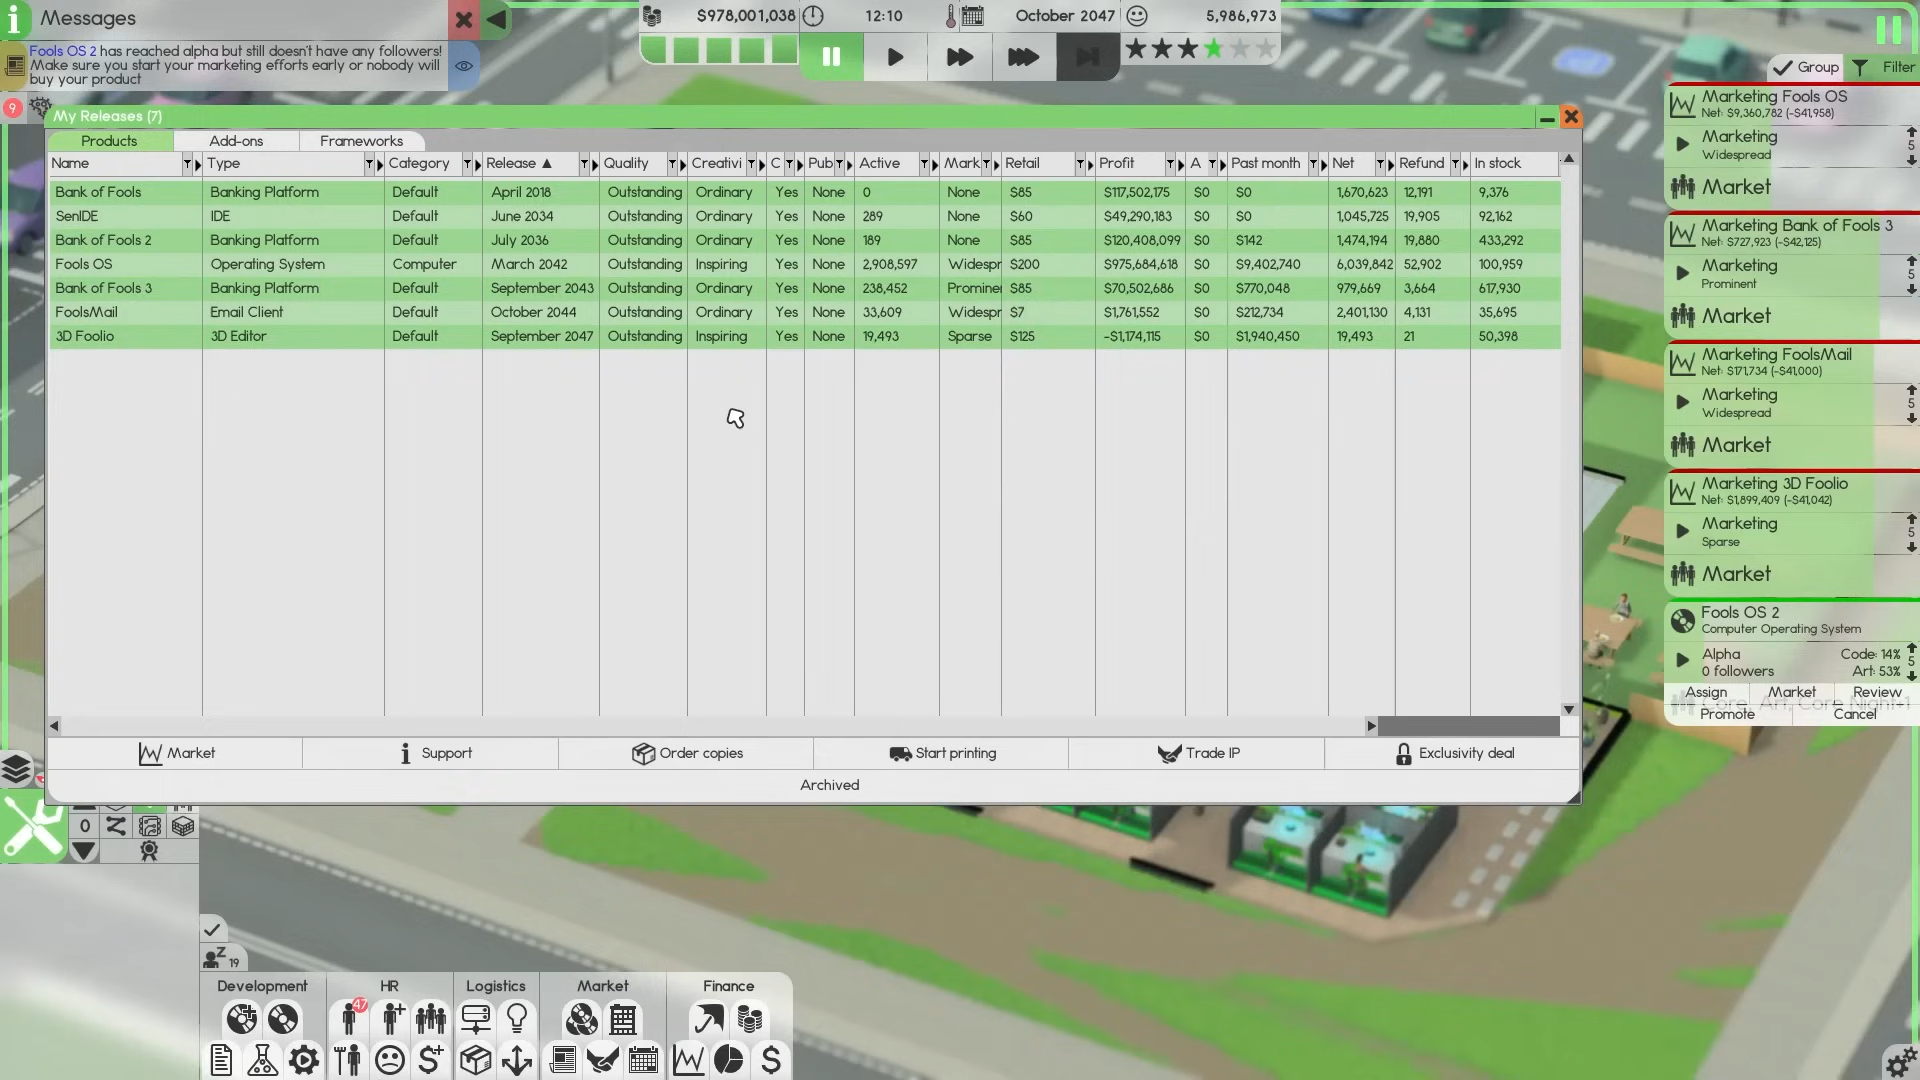 Messages
Fools OS 2 has reached alpha but still doesn't have any followers!
Make sure you start your marketing efforts early or nobody will
buy your product
9
$978,001,038 12:10 October 2047 5,986,973
Group Filter
My Releases (7)
Products Add-ons Frameworks
Name Type Category Release ▲ Quality Creativi C Pub Active Mark Retail Profit A Past month Net Refund In stock
Bank of Fools Banking Platform Default April 2018 Outstanding Ordinary Yes None 0 None $85 $117,502,175 $0 $0 1,670,623 12,191 9,376
SenIDE IDE Default June 2034 Outstanding Ordinary Yes None 289 None $60 $49,290,183 $0 $0 1,045,725 19,905 92,162
Bank of Fools 2 Banking Platform Default July 2036 Outstanding Ordinary Yes None 189 None $85 $120,408,099 $0 $142 1,474,194 19,880 433,292
Fools OS Operating System Computer March 2042 Outstanding Inspiring Yes None 2,908,597 Widespr $200 $975,684,618 $0 $9,402,740 6,039,842 52,902 100,959
Bank of Fools 3 Banking Platform Default September 2043 Outstanding Ordinary Yes None 238,452 Prominer $85 $70,502,686 $0 $770,048 979,669 3,664 617,930
FoolsMail Email Client Default October 2044 Outstanding Ordinary Yes None 33,609 Widespr $7 $1,761,552 $0 $212,734 2,401,130 4,131 35,695
3D Foolio 3D Editor Default September 2047 Outstanding Inspiring Yes None 19,493 Sparse $125 -$1,174,115 $0 $1,940,450 19,493 21 50,398
Market Support Order copies Start printing Trade IP Exclusivity deal
Archived
Marketing Fools OS
Net: $9,360,782 (-$41,958)
Marketing
Widespread
5
Market
Marketing Bank of Fools 3
Net: $727,923 (-$42,125)
Marketing
Prominent
5
Market
Marketing FoolsMail
Net: $171,734 (-$41,000)
Marketing
Widespread
5
Market
Marketing 3D Foolio
Net: $1,899,409 (-$41,042)
Marketing
Sparse
5
Market
Fools OS 2
Computer Operating System
Alpha Code: 14%
0 followers Art: 53%
5
Assign Market Review
Core, Art, Core Night+1
Promote Cancel
0
19
Development HR Logistics Market Finance
47